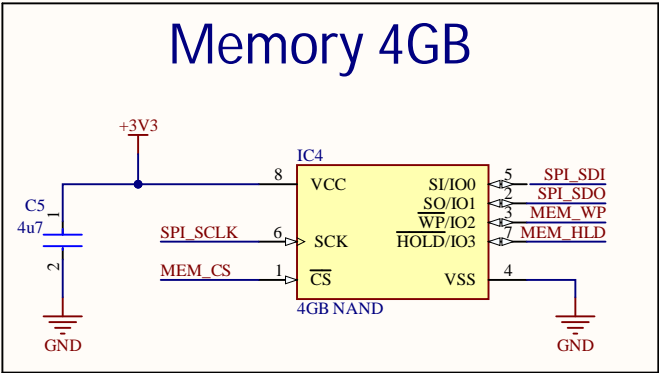 Memory 4GB
+3V3
IC4
8 VCC SI/IO0 5 SPI_SDI
SO/IO1 2 SPI_SDO
C5 1
4u7
WP/IO2 3 MEM_WP
SPI_SCLK 6 SCK HOLD/IO3 7 MEM_HLD
2
MEM_CS 1 CS VSS 4
4GB NAND
GND GND